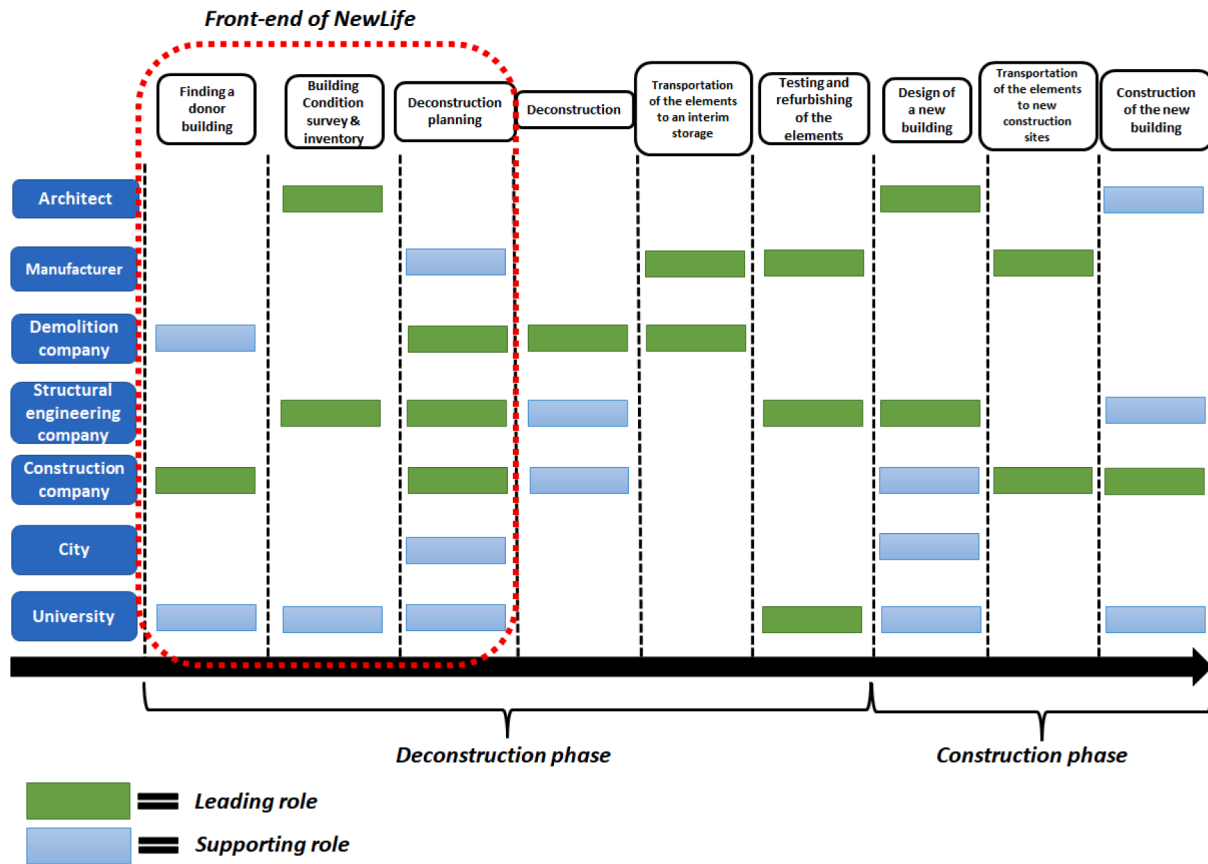 Front-end of NewLife
Finding a
donor
building
Building
Condition
survey &
inventory
Deconstruction
planning
Deconstruction
Transportation
of the elements
to an interim
storage
Testing and
refurbishing
of the
elements
Design of
a new
building
Transportation
of the elements
to new
construction
sites
Construction
of the new
building
Architect
Manufacturer
Demolition
company
Structural
engineering
company
Construction
company
City
University
Deconstruction phase
Construction phase
Leading role
Supporting role